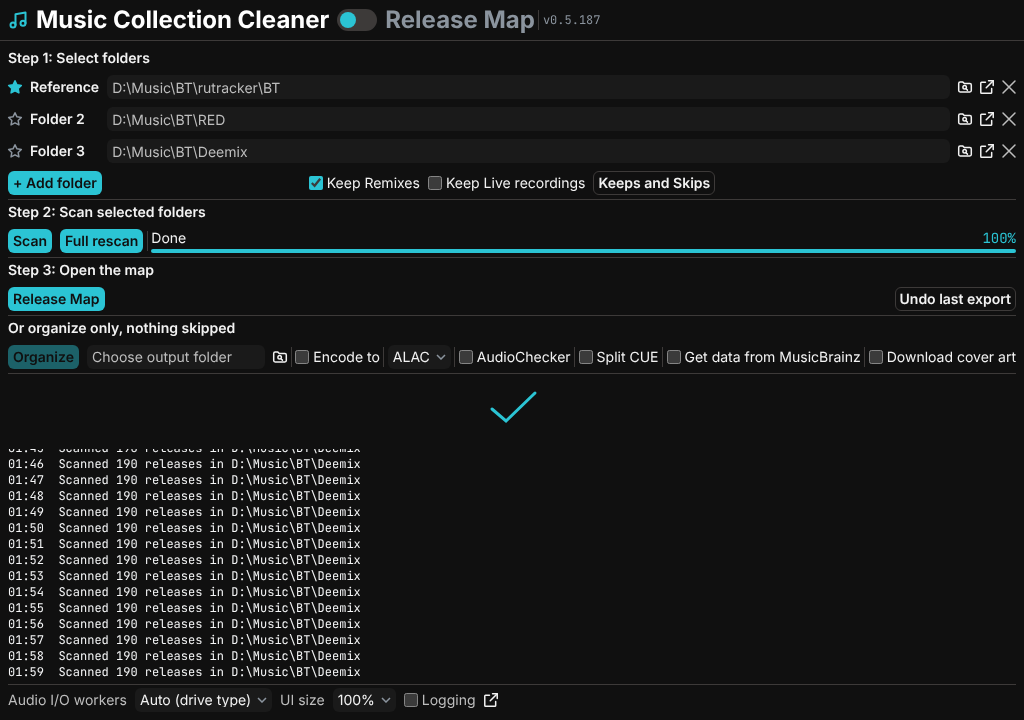 Music Collection Cleaner Release Map v0.5.187
Step 1: Select folders
Reference D:\Music\BT\rutracker\BT
Folder 2 D:\Music\BT\RED
Folder 3 D:\Music\BT\Deemix
+ Add folder Keep Remixes Keep Live recordings Keeps and Skips
Step 2: Scan selected folders
Scan Full rescan Done 100%
Step 3: Open the map
Release Map Undo last export
Or organize only, nothing skipped
Organize Choose output folder Encode to ALAC AudioChecker Split CUE Get data from MusicBrainz Download cover art
01:45 Scanned 190 releases in D:\Music\BT\Deemix
01:46 Scanned 190 releases in D:\Music\BT\Deemix
01:47 Scanned 190 releases in D:\Music\BT\Deemix
01:48 Scanned 190 releases in D:\Music\BT\Deemix
01:49 Scanned 190 releases in D:\Music\BT\Deemix
01:50 Scanned 190 releases in D:\Music\BT\Deemix
01:51 Scanned 190 releases in D:\Music\BT\Deemix
01:52 Scanned 190 releases in D:\Music\BT\Deemix
01:53 Scanned 190 releases in D:\Music\BT\Deemix
01:54 Scanned 190 releases in D:\Music\BT\Deemix
01:55 Scanned 190 releases in D:\Music\BT\Deemix
01:56 Scanned 190 releases in D:\Music\BT\Deemix
01:57 Scanned 190 releases in D:\Music\BT\Deemix
01:58 Scanned 190 releases in D:\Music\BT\Deemix
01:59 Scanned 190 releases in D:\Music\BT\Deemix
Audio I/O workers Auto (drive type) UI size 100% Logging